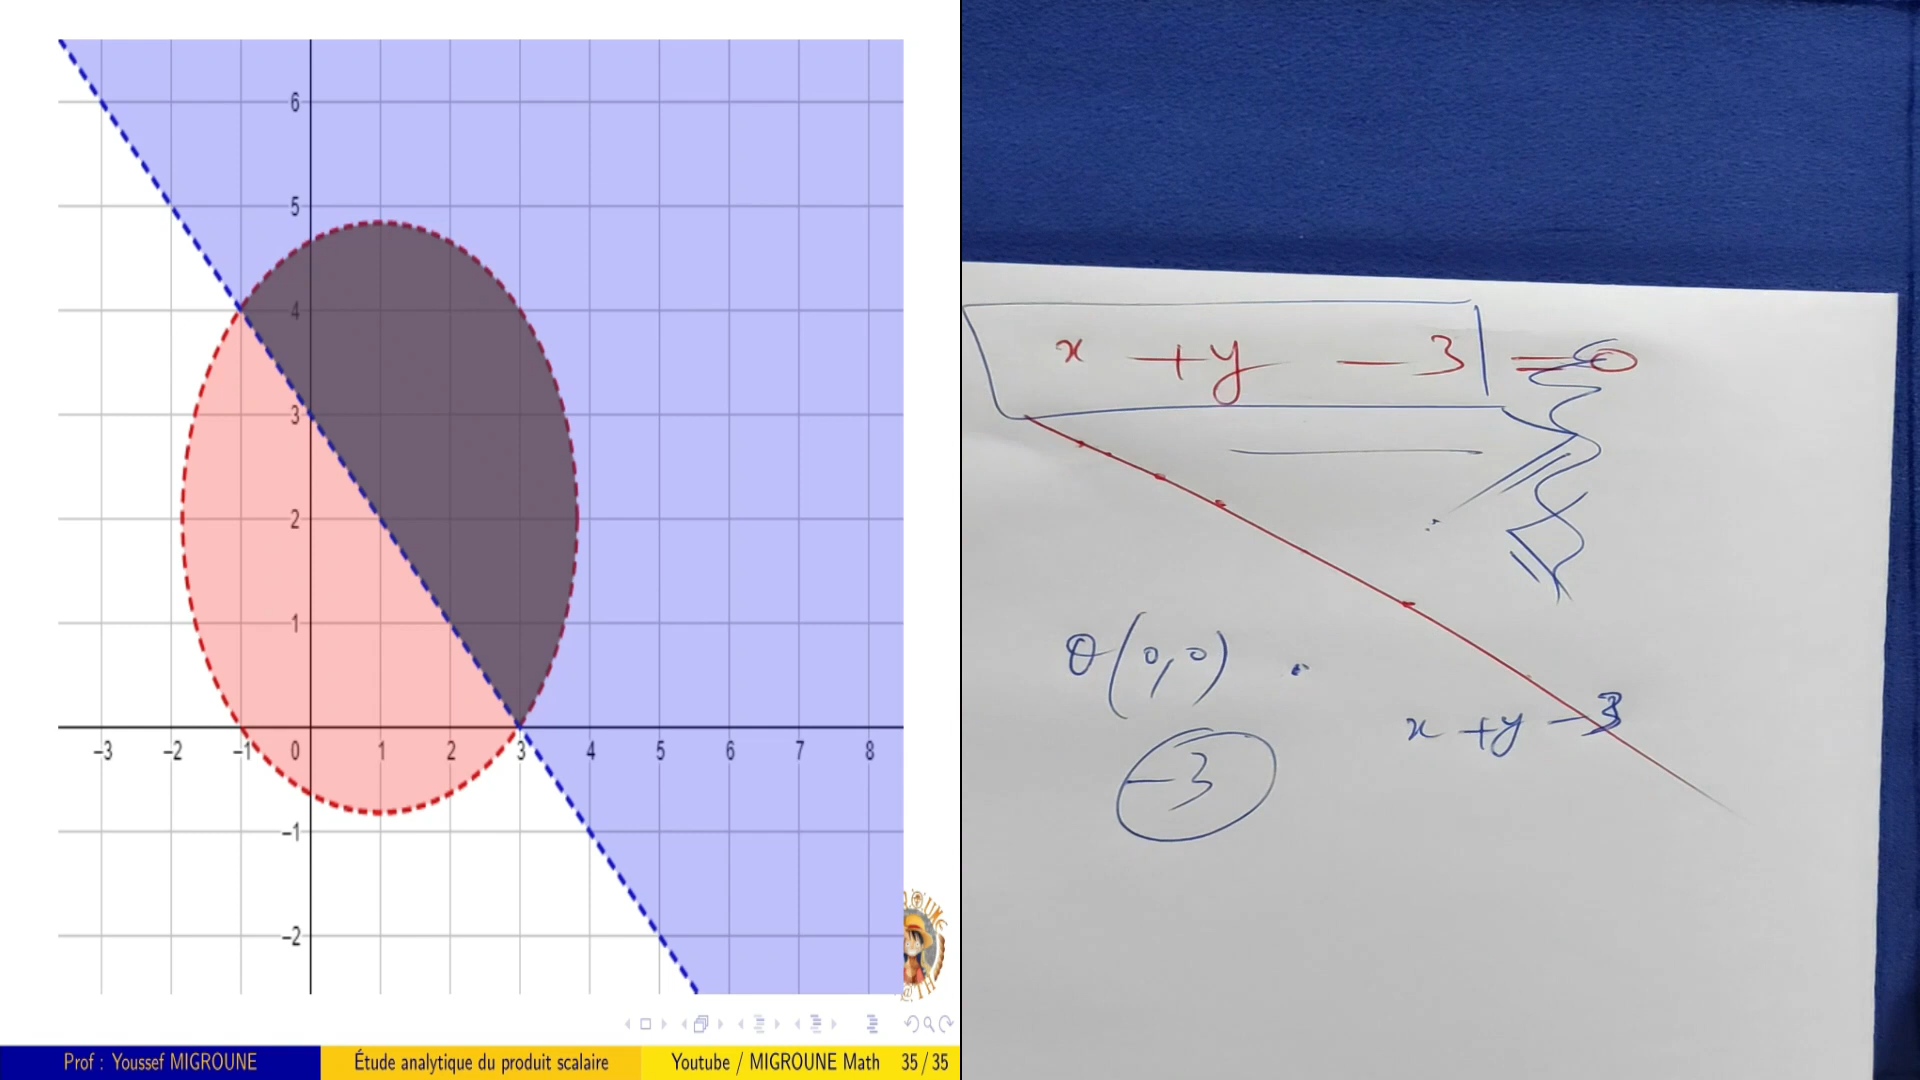 6
5
4
3
2
1
-3 -2 -1 0 1 2 3 4 5 6 7 8
-1
-2
Prof : Youssef MIGROUNE
Étude analytique du produit scalaire
Youtube / MIGROUNE Math 35 / 35
x + y - 3 = 0
O(0,0)
x + y - 3
-3